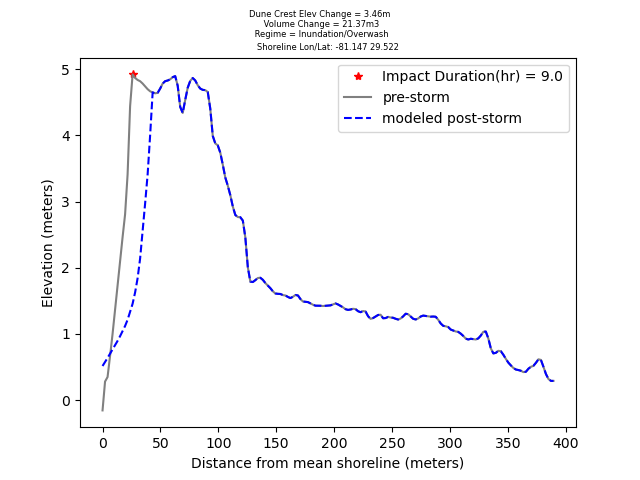 Dune Crest Elev Change = 3.46m
Volume Change = 21.37m3
Regime = Inundation/Overwash
Shoreline Lon/Lat: -81.147 29.522
Impact Duration(hr) = 9.0
pre-storm
modeled post-storm
Elevation (meters)
5
4
3
2
1
0
0 50 100 150 200 250 300 350 400
Distance from mean shoreline (meters)